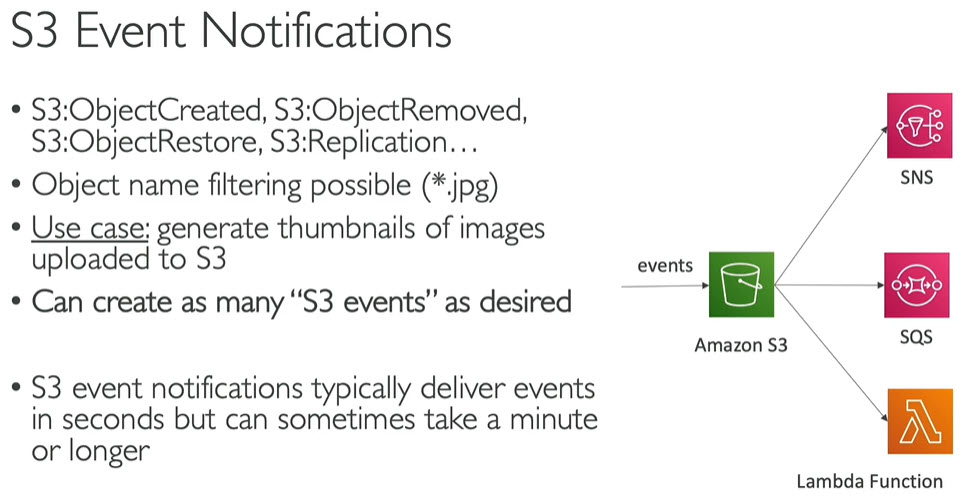 S3 Event Notifications
• S3:ObjectCreated, S3:ObjectRemoved,
S3:ObjectRestore, S3:Replication…
• Object name filtering possible (*.jpg)
• Use case: generate thumbnails of images
uploaded to S3
• Can create as many “S3 events” as desired
• S3 event notifications typically deliver events
in seconds but can sometimes take a minute
or longer
events
Amazon S3
SNS
SQS
Lambda Function